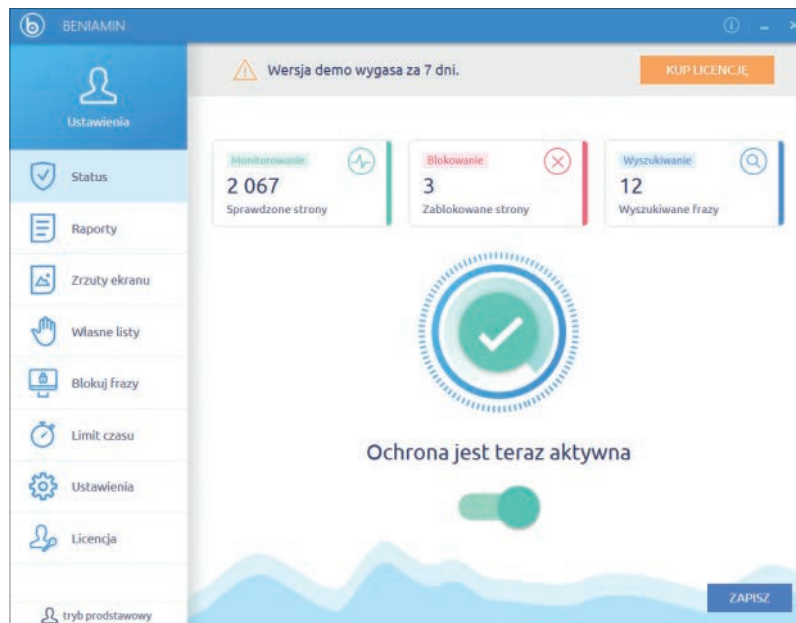 BENIAMIN
Ustawienia
Status
Raporty
Zrzuty ekranu
Własne listy
Blokuj frazy
Limit czasu
Ustawienia
Licencja
tryb prodstawowy
Wersja demo wygasa za 7 dni.
KUP LICENCJĘ
Monitorowanie
2 067
Sprawdzone strony
Blokowanie
3
Zablokowane strony
Wyszukiwanie
12
Wyszukiwane frazy
Ochrona jest teraz aktywna
ZAPISZ